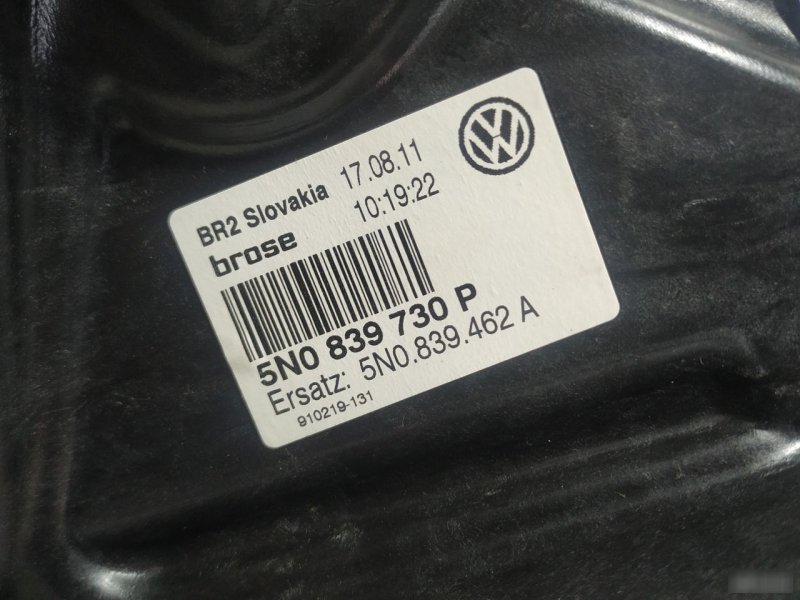 BR2 Slovakia 17.08.11
brose 10:19:22
5N0 839 730 P
Ersatz: 5N0.839.462 A
910219-131